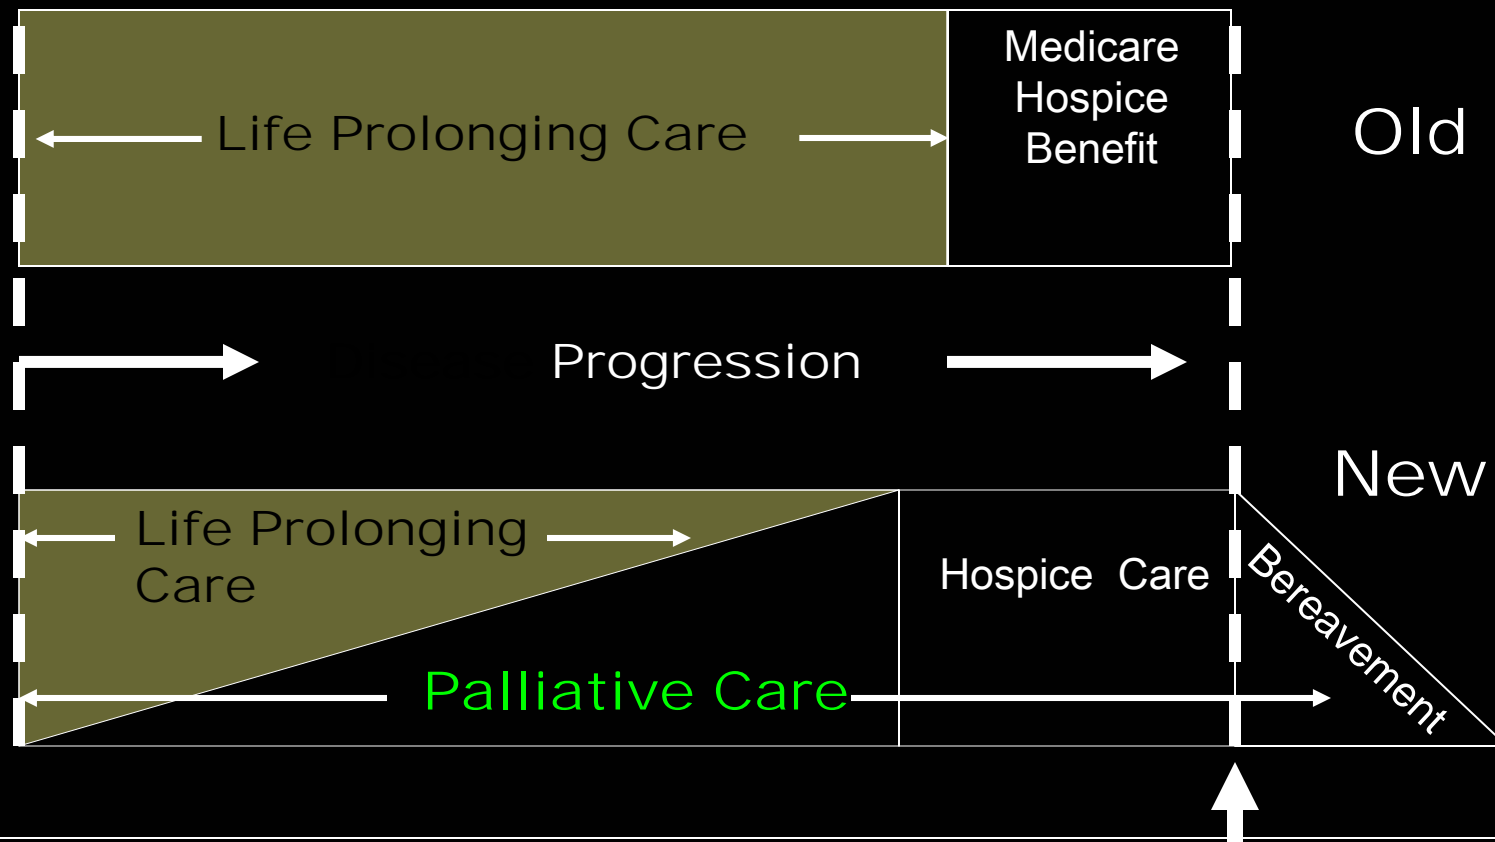 Medicare
Hospice
Benefit
Life Prolonging Care
Old
Progression
New
Life Prolonging
Care
Hospice Care
Bereavement
Palliative Care